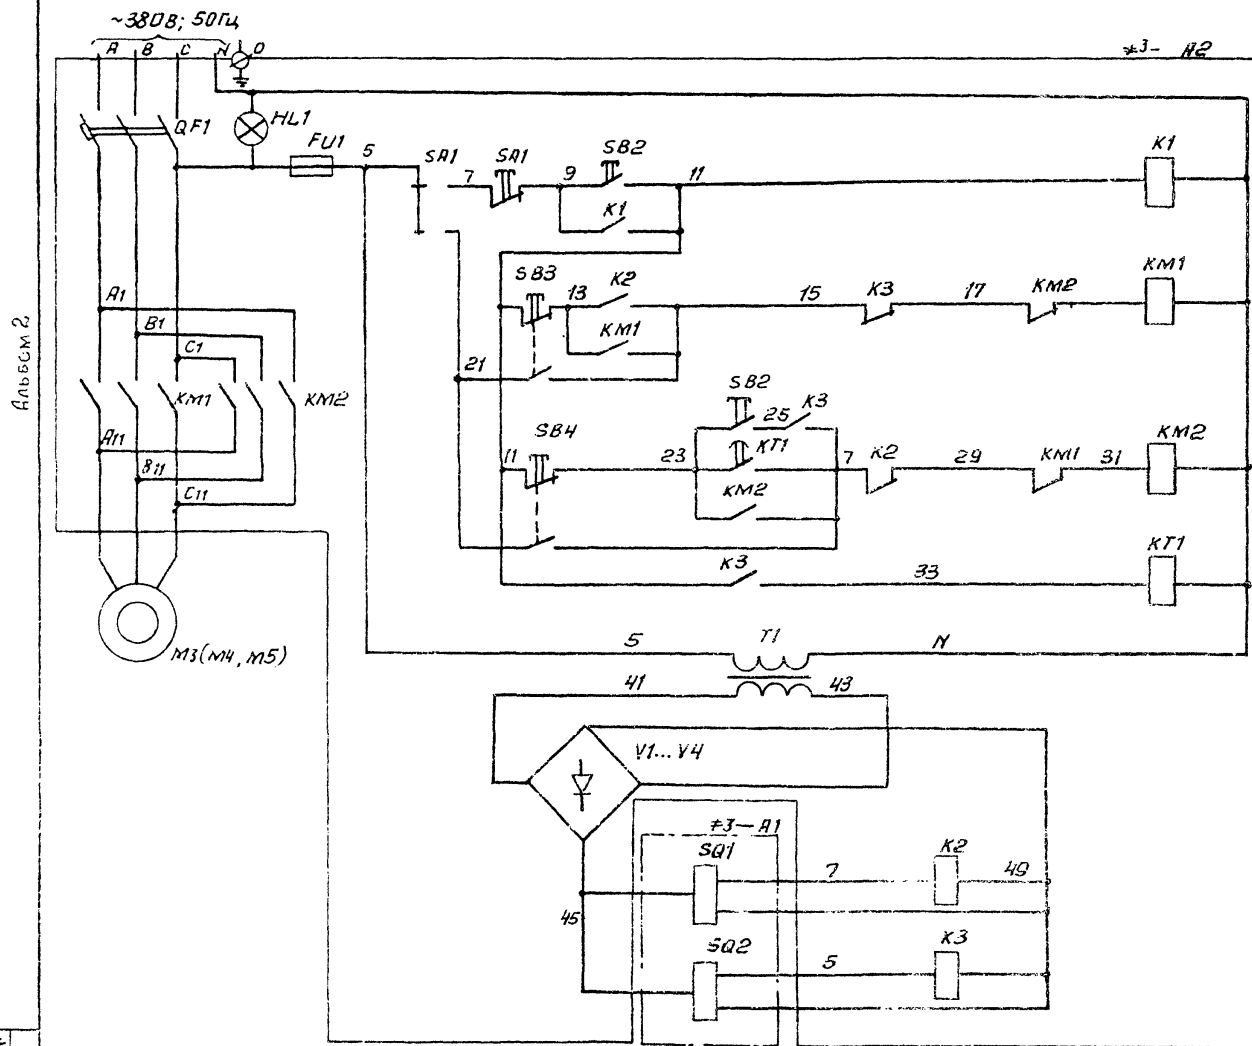 ~380В; 50Гц
A B C N 0
≠3- A2
QF1
HL1
FU1
5
SA1
7
SA1
9
SB2
11
K1
K1
SB3
13
K2
15
K3
17
KM2
KM1
KM1
21
A1
B1
C1
KM1
KM2
A11
B11
C11
SB2
25
K3
11
SB4
23
KT1
7
K2
29
KM1
31
KM2
KM2
K3
33
KT1
M3(M4, M5)
5
T1
N
41
43
V1...V4
≠3-A1
SQ1
7
K2
49
45
SQ2
5
K3
Альбом 2